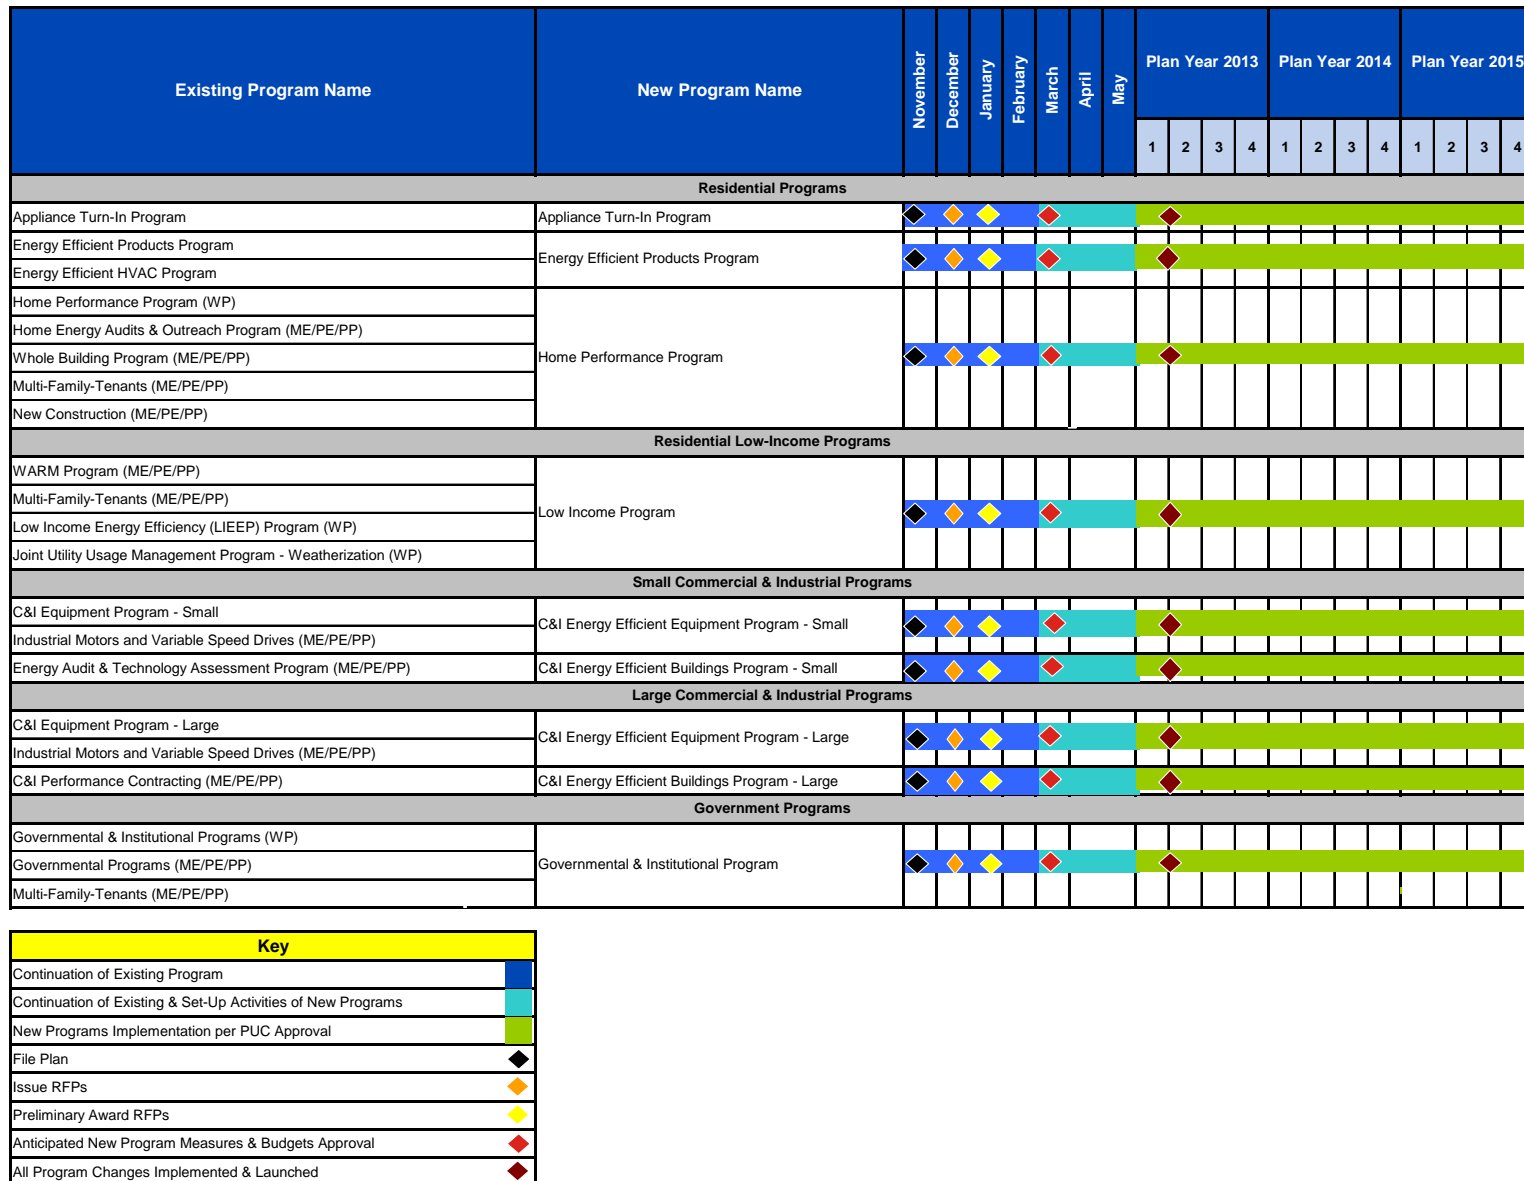 Existing Program Name
New Program Name
November
December
January
February
March
April
May
Plan Year 2013
Plan Year 2014
Plan Year 2015
1 2 3 4 1 2 3 4 1 2 3 4
Residential Programs
Appliance Turn-In Program
Appliance Turn-In Program
Energy Efficient Products Program
Energy Efficient HVAC Program
Energy Efficient Products Program
Home Performance Program (WP)
Home Energy Audits & Outreach Program (ME/PE/PP)
Whole Building Program (ME/PE/PP)
Multi-Family-Tenants (ME/PE/PP)
New Construction (ME/PE/PP)
Home Performance Program
Residential Low-Income Programs
WARM Program (ME/PE/PP)
Multi-Family-Tenants (ME/PE/PP)
Low Income Energy Efficiency (LIEEP) Program (WP)
Joint Utility Usage Management Program - Weatherization (WP)
Low Income Program
Small Commercial & Industrial Programs
C&I Equipment Program - Small
Industrial Motors and Variable Speed Drives (ME/PE/PP)
C&I Energy Efficient Equipment Program - Small
Energy Audit & Technology Assessment Program (ME/PE/PP)
C&I Energy Efficient Buildings Program - Small
Large Commercial & Industrial Programs
C&I Equipment Program - Large
Industrial Motors and Variable Speed Drives (ME/PE/PP)
C&I Energy Efficient Equipment Program - Large
C&I Performance Contracting (ME/PE/PP)
C&I Energy Efficient Buildings Program - Large
Government Programs
Governmental & Institutional Programs (WP)
Governmental Programs (ME/PE/PP)
Multi-Family-Tenants (ME/PE/PP)
Governmental & Institutional Program
Key
Continuation of Existing Program
Continuation of Existing & Set-Up Activities of New Programs
New Programs Implementation per PUC Approval
File Plan
Issue RFPs
Preliminary Award RFPs
Anticipated New Program Measures & Budgets Approval
All Program Changes Implemented & Launched